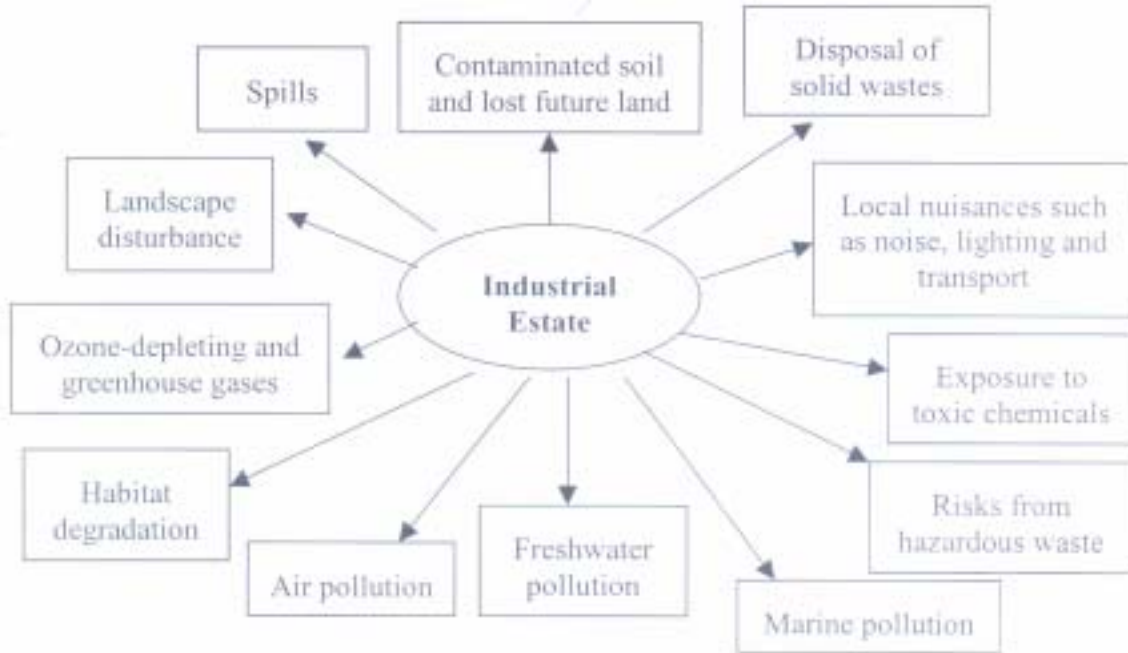 Spills
Contaminated soil
and lost future land
Disposal of
solid wastes
Landscape
disturbance
Local nuisances such
as noise, lighting and
transport
Industrial
Estate
Ozone-depleting and
greenhouse gases
Exposure to
toxic chemicals
Habitat
degradation
Risks from
hazardous waste
Air pollution
Freshwater
pollution
Marine pollution